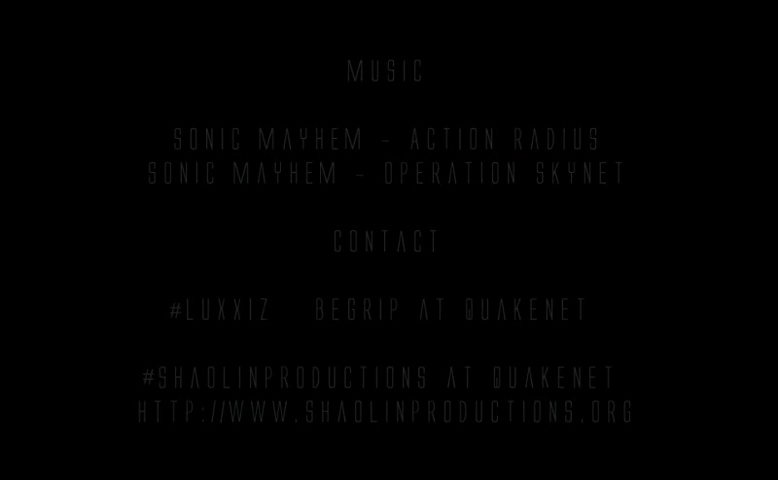 MUSIC
SONIC MAYHEM - ACTION RADIUS
SONIC MAYHEM - OPERATION SKYNET
CONTACT
#LUXXIZ BEGRIP AT QUAKENET
#SHAOLINPRODUCTIONS AT QUAKENET
HTTP://WWW.SHAOLINPRODUCTIONS.ORG